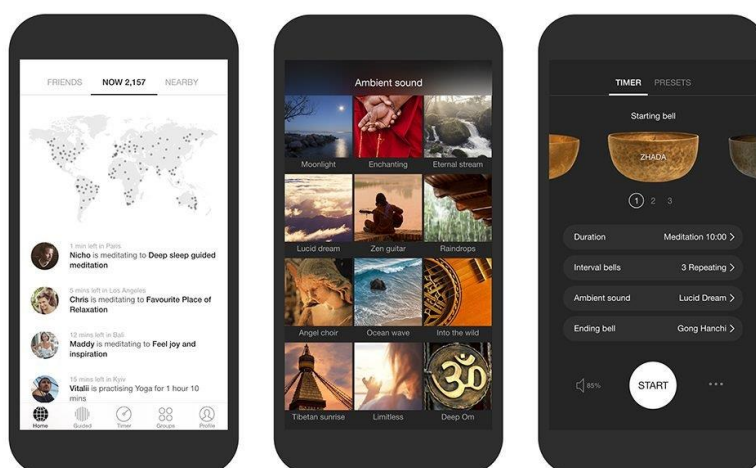 FRIENDS NOW 2,157 NEARBY
1 min left in Paris
Nicho is meditating to Deep sleep guided
meditation
5 mins left in Los Angeles
Chris is meditating to Favourite Place of
Relaxation
12 mins left in Bali
Maddy is meditating to Feel joy and
inspiration
15 mins left in Kyiv
Vitalii is practising Yoga for 1 hour 10
mins
Home Guided Timer Groups Profile
Ambient sound
Moonlight Enchanting Eternal stream
Lucid dream Zen guitar Raindrops
Angel choir Ocean wave Into the wild
Tibetan sunrise Limitless Deep Om
TIMER PRESETS
Starting bell
ZHADA
1 2 3
Duration Meditation 10:00 >
Interval bells 3 Repeating >
Ambient sound Lucid Dream >
Ending bell Gong Hanchi >
85% START